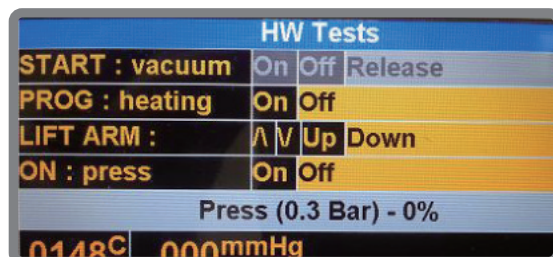 HW Tests
START : vacuum On Off Release
PROG : heating On Off
LIFT ARM : /\ \/ Up Down
ON : press On Off
Press (0.3 Bar) - 0%
0148C 000mmHg